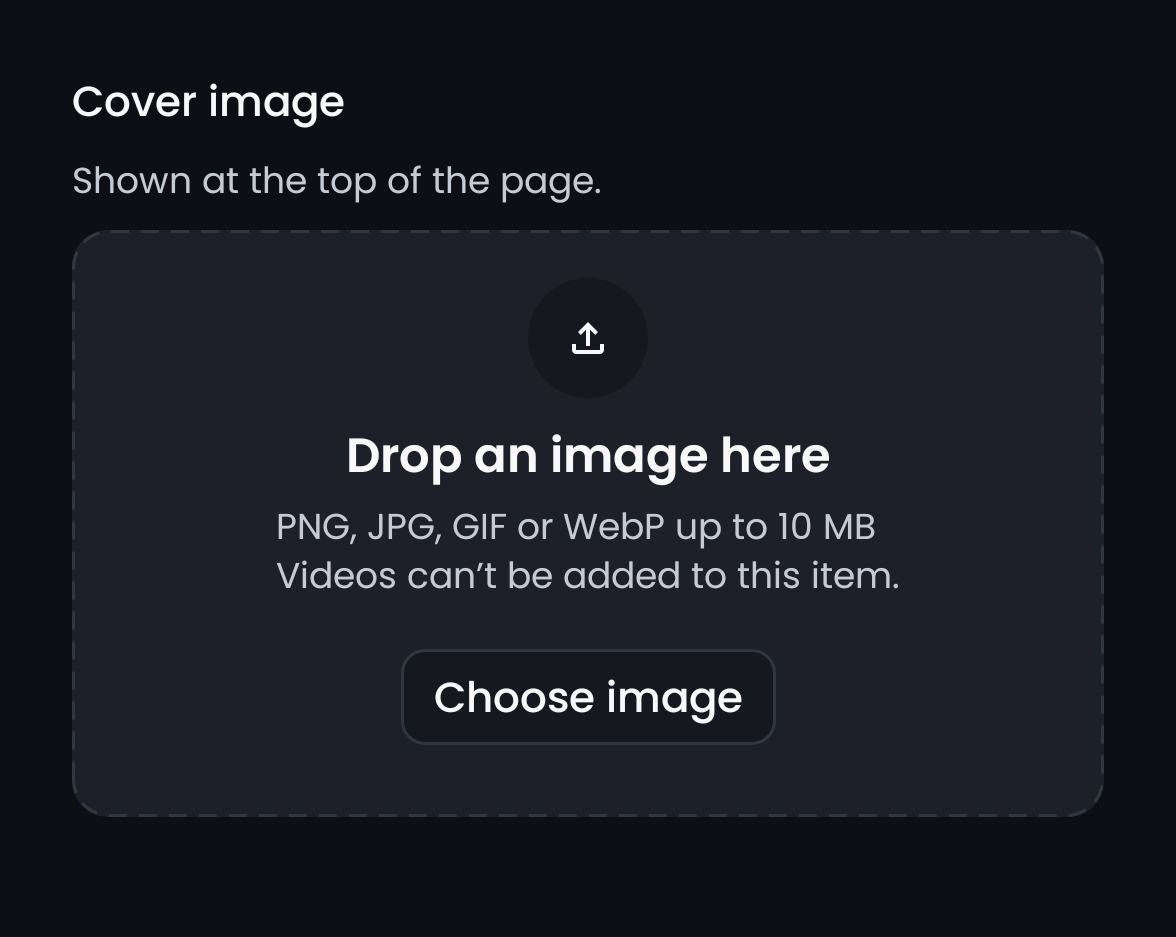 Cover image
Shown at the top of the page.
Drop an image here
PNG, JPG, GIF or WebP up to 10 MB
Videos can’t be added to this item.
Choose image